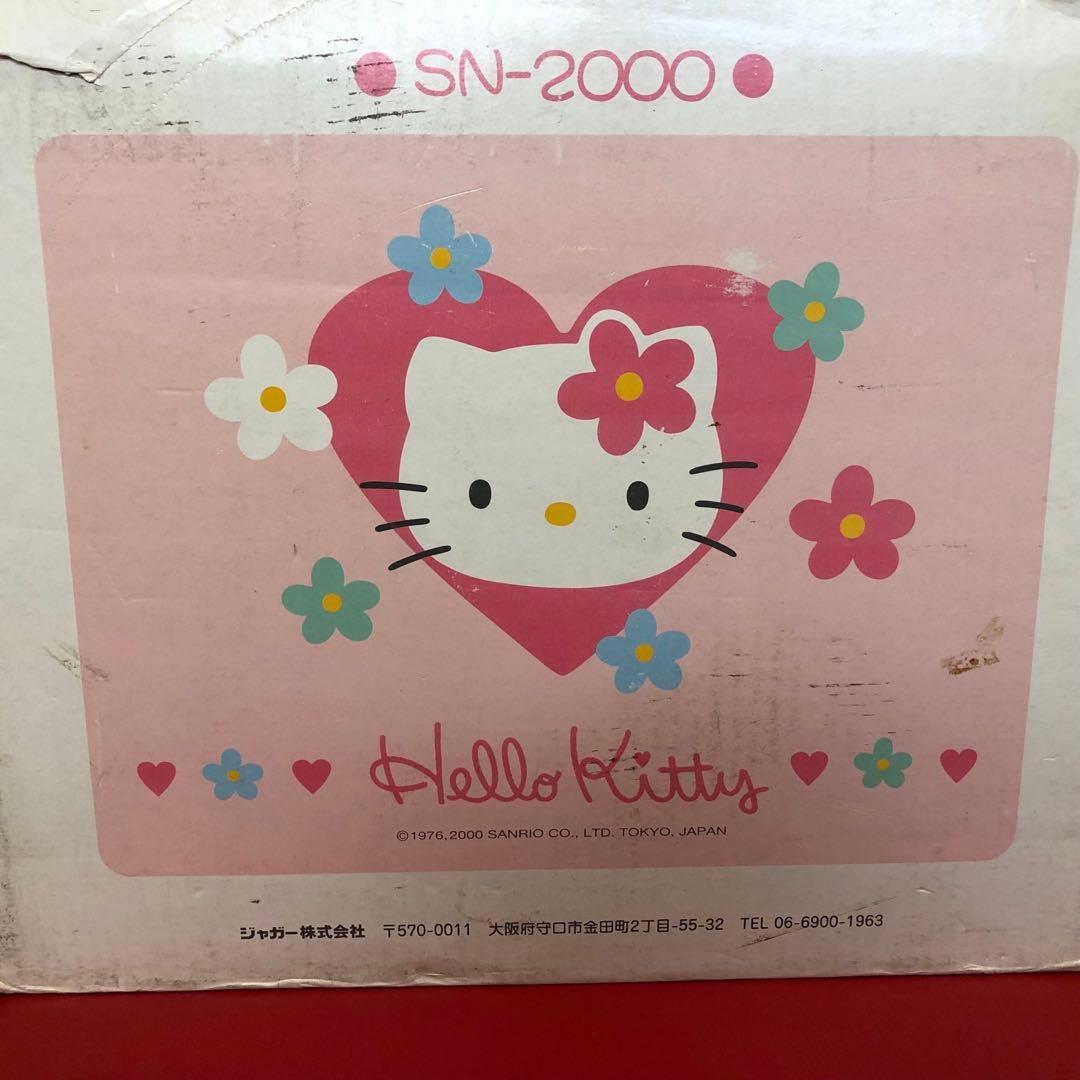 ● SN-2000 ●
Hello Kitty
©1976,2000 SANRIO CO., LTD. TOKYO, JAPAN
ジャガー株式会社 〒570-0011 大阪府守口市金田町2丁目-55-32 TEL 06-6900-1963